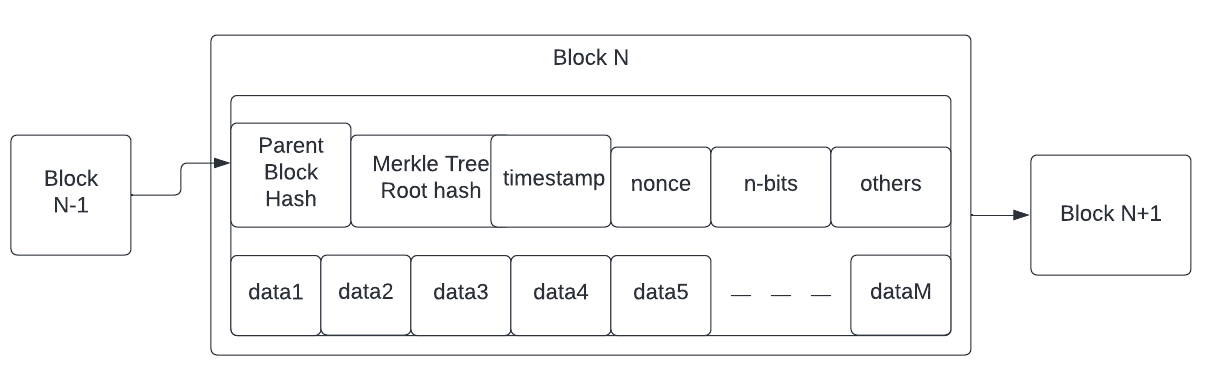 Block N
Block
N-1
Parent
Block
Hash
Merkle Tree
Root hash
timestamp
nonce
n-bits
others
Block N+1
data1
data2
data3
data4
data5
dataM